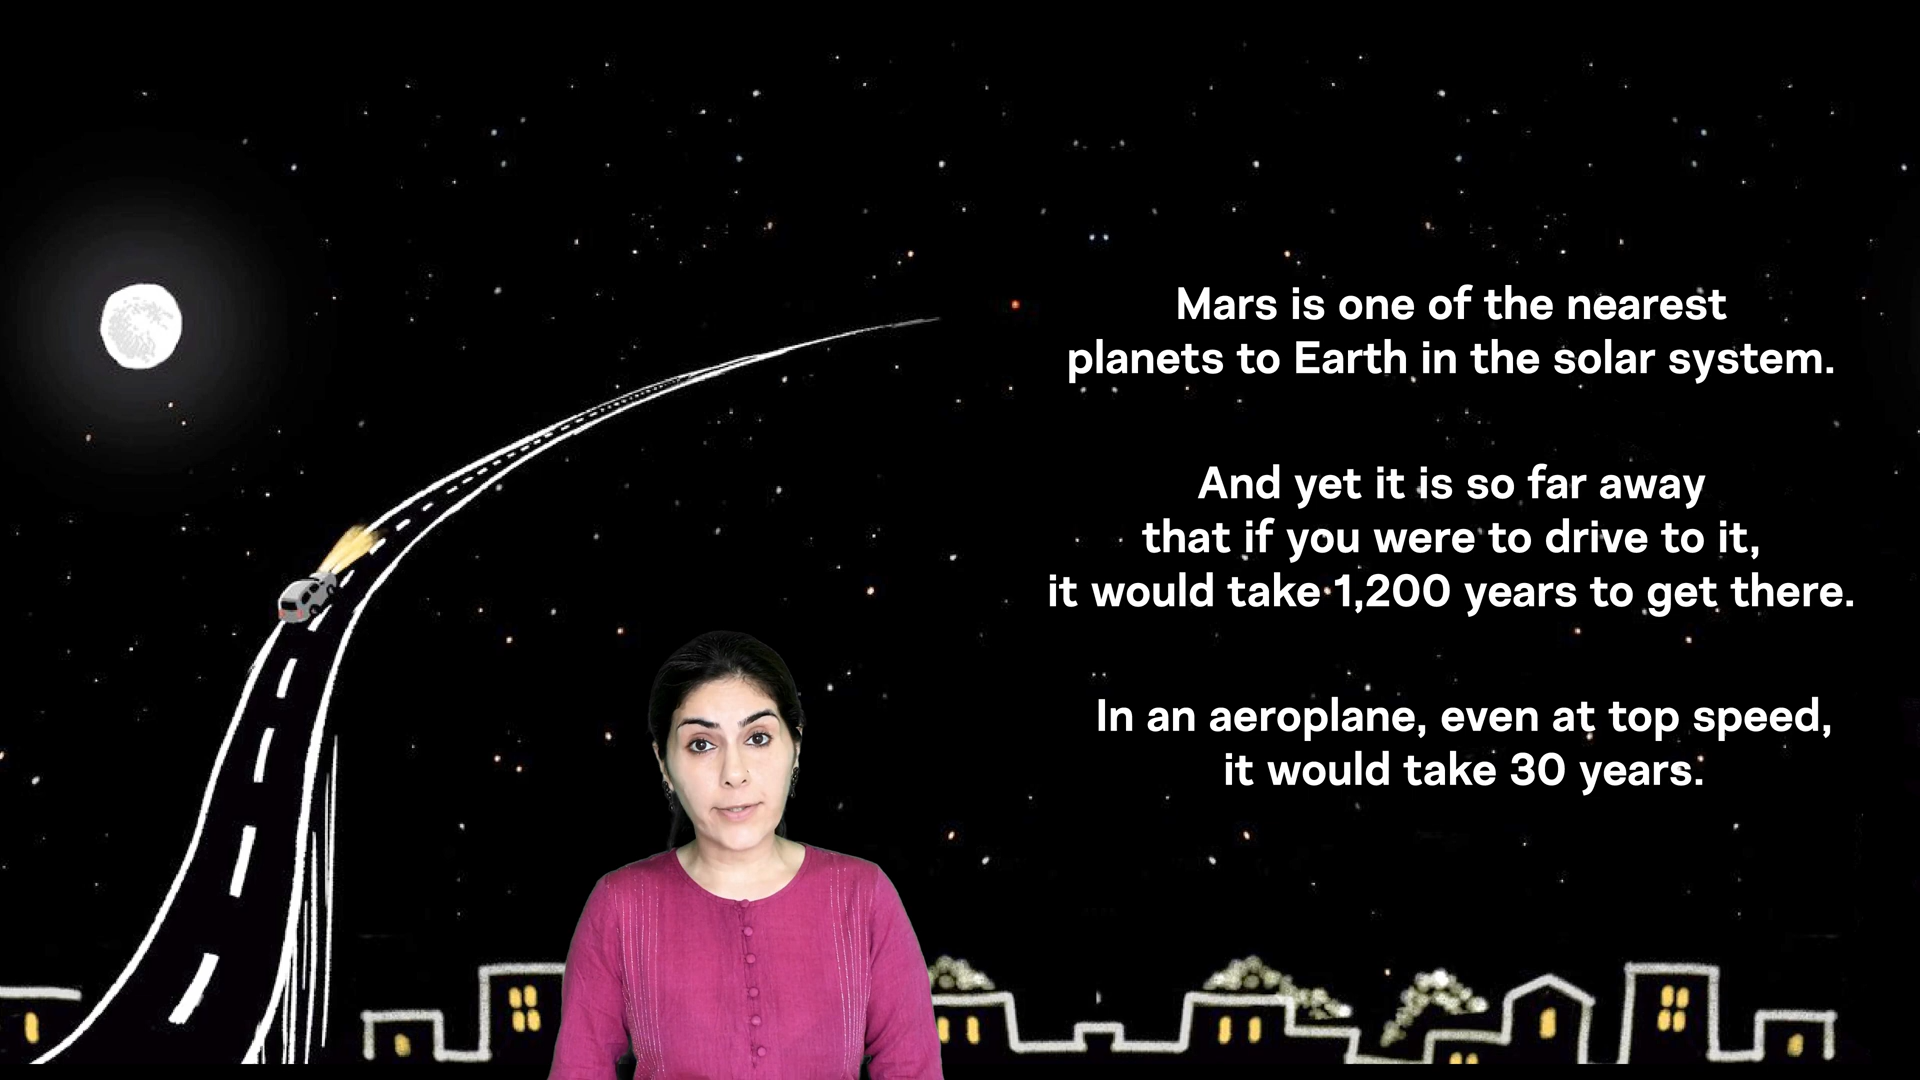 Mars is one of the nearest
planets to Earth in the solar system.
And yet it is so far away
that if you were to drive to it,
it would take 1,200 years to get there.
In an aeroplane, even at top speed,
it would take 30 years.